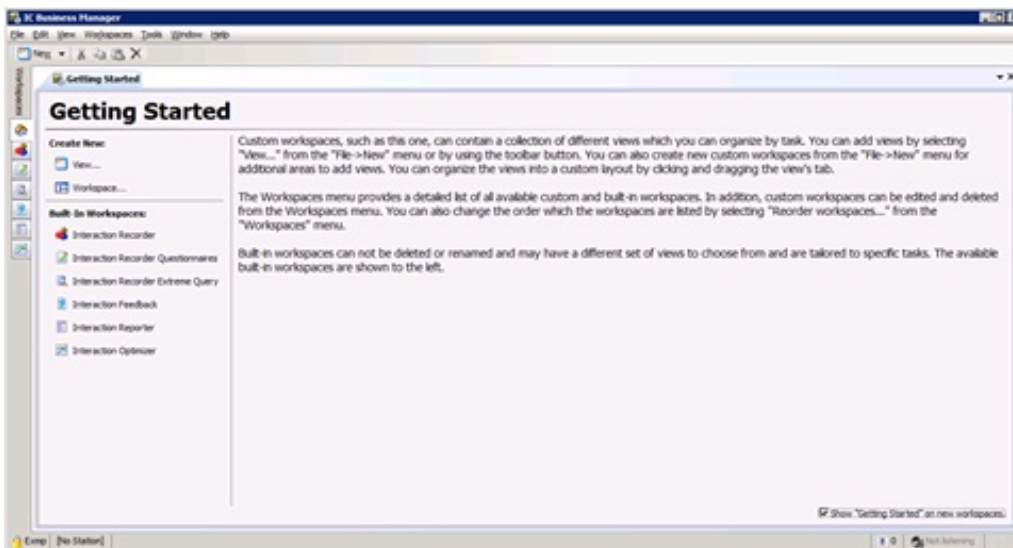 IC Business Manager
File Edit View Workspaces Tools Window Help
New
Workspaces
Getting Started
Getting Started
Create New:
View...
Workspace...
Built-In Workspaces:
Interaction Recorder
Interaction Recorder Questionnaires
Interaction Recorder Extreme Query
Interaction Feedback
Interaction Reporter
Interaction Optimizer
Custom workspaces, such as this one, can contain a collection of different views which you can organize by task. You can add views by selecting
"View..." from the "File->New" menu or by using the toolbar button. You can also create new custom workspaces from the "File->New" menu for
additional areas to add views. You can organize the views into a custom layout by clicking and dragging the view's tab.
The Workspaces menu provides a detailed list of all available custom and built-in workspaces. In addition, custom workspaces can be edited and deleted
from the Workspaces menu. You can also change the order which the workspaces are listed by selecting "Reorder workspaces..." from the
"Workspaces" menu.
Built-in workspaces can not be deleted or renamed and may have a different set of views to choose from and are tailored to specific tasks. The available
built-in workspaces are shown to the left.
Show "Getting Started" on new workspaces.
[No Station]
0
Not listening